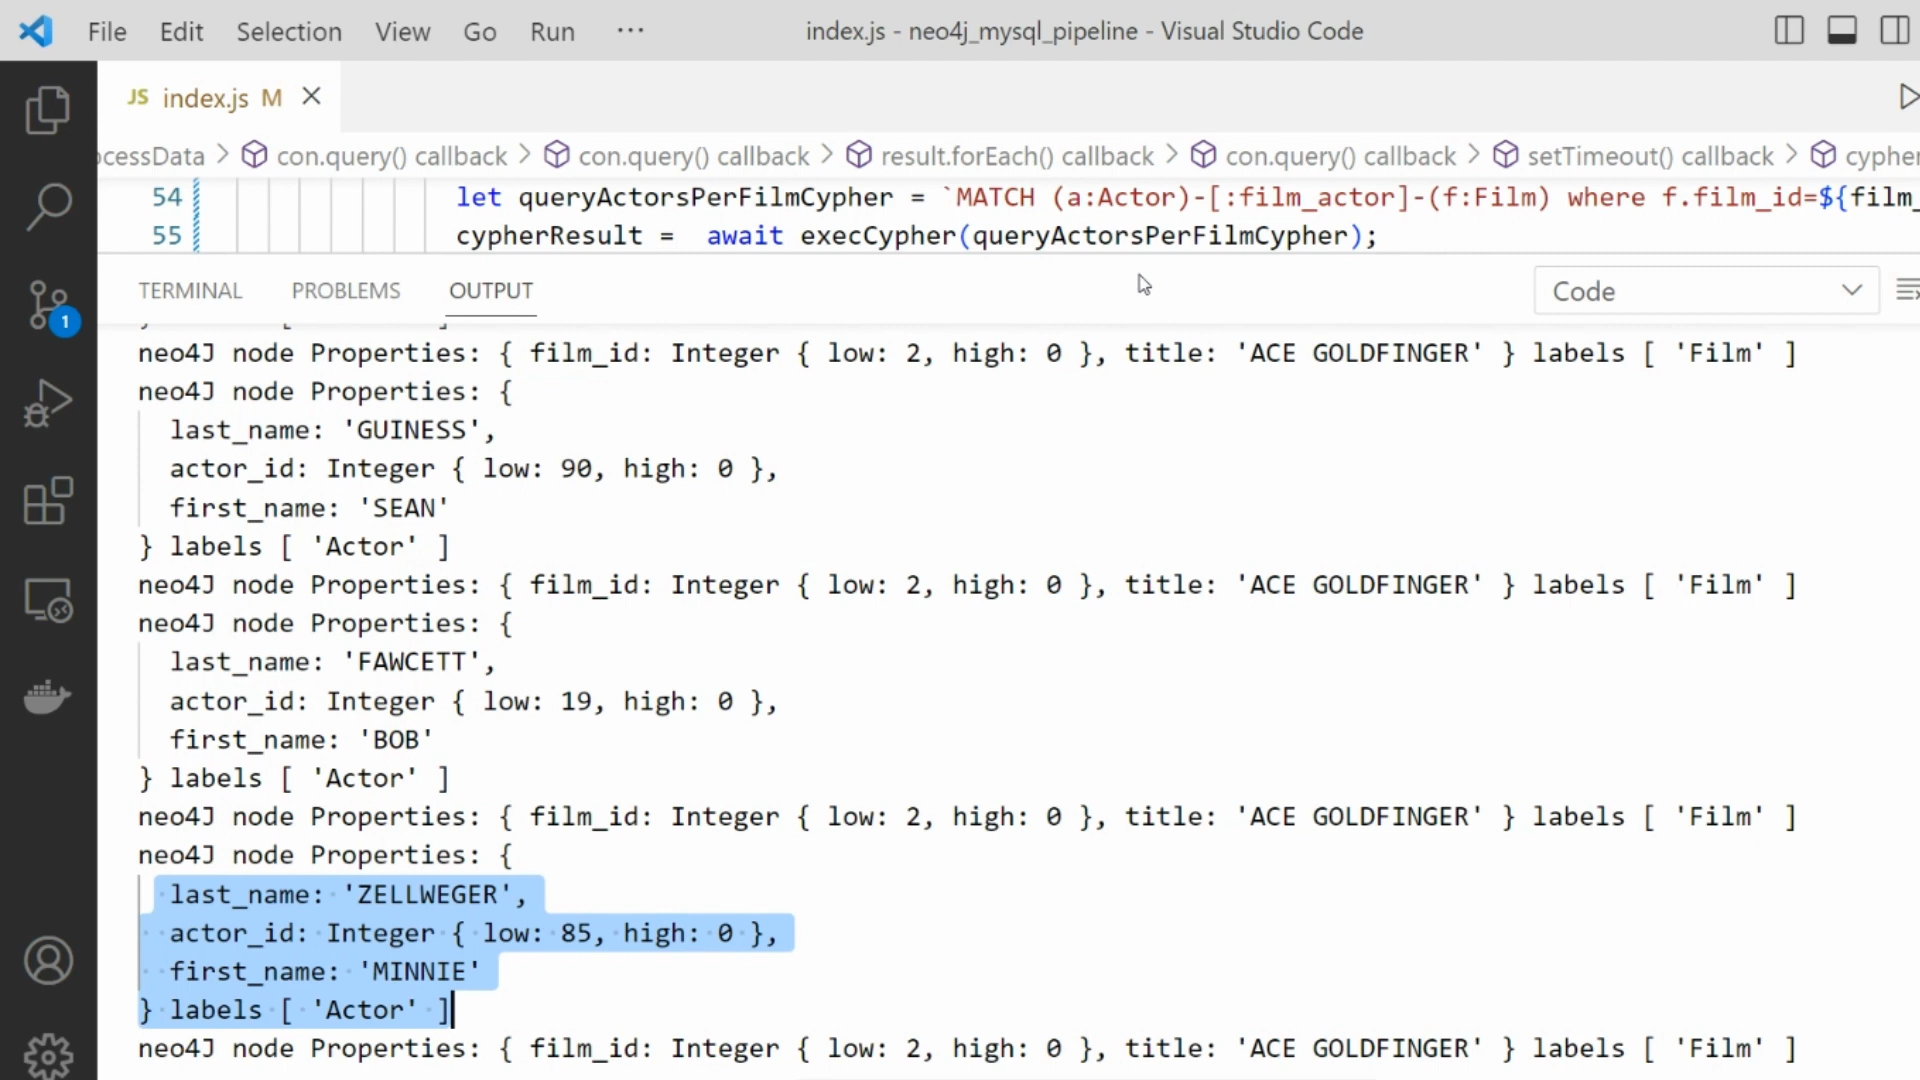 File Edit Selection View Go Run ··· index.js - neo4j_mysql_pipeline - Visual Studio Code
JS index.js M
cessData > con.query() callback > con.query() callback > result.forEach() callback > con.query() callback > setTimeout() callback > cypher
54 let queryActorsPerFilmCypher = `MATCH (a:Actor)-[:film_actor]-(f:Film) where f.film_id=${film_
55 cypherResult = await execCypher(queryActorsPerFilmCypher);
TERMINAL PROBLEMS OUTPUT Code
1
neo4J node Properties: { film_id: Integer { low: 2, high: 0 }, title: 'ACE GOLDFINGER' } labels [ 'Film' ]
neo4J node Properties: {
last_name: 'GUINESS',
actor_id: Integer { low: 90, high: 0 },
first_name: 'SEAN'
} labels [ 'Actor' ]
neo4J node Properties: { film_id: Integer { low: 2, high: 0 }, title: 'ACE GOLDFINGER' } labels [ 'Film' ]
neo4J node Properties: {
last_name: 'FAWCETT',
actor_id: Integer { low: 19, high: 0 },
first_name: 'BOB'
} labels [ 'Actor' ]
neo4J node Properties: { film_id: Integer { low: 2, high: 0 }, title: 'ACE GOLDFINGER' } labels [ 'Film' ]
neo4J node Properties: {
last_name: 'ZELLWEGER',
actor_id: Integer { low: 85, high: 0 },
first_name: 'MINNIE'
} labels [ 'Actor' ]
neo4J node Properties: { film_id: Integer { low: 2, high: 0 }, title: 'ACE GOLDFINGER' } labels [ 'Film' ]